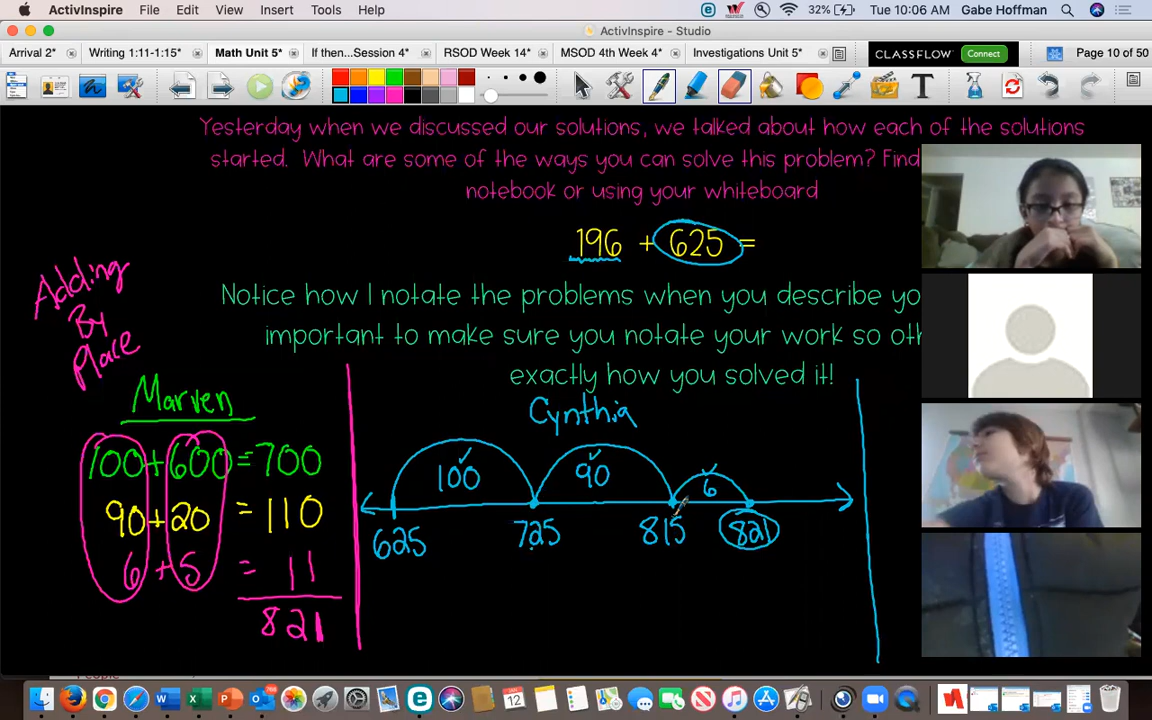 ActivInspire File Edit View Insert Tools Help 32% Tue 10:06 AM Gabe Hoffman
ActivInspire - Studio
Arrival 2* Writing 1:11-1:15* Math Unit 5* If then...Session 4* RSOD Week 14* MSOD 4th Week 4* Investigations Unit 5* CLASSFLOW Connect Page 10 of 50
Yesterday when we discussed our solutions, we talked about how each of the solutions
started. What are some of the ways you can solve this problem? Find
notebook or using your whiteboard
196 + 625 =
Notice how I notate the problems when you describe yo
important to make sure you notate your work so oth
exactly how you solved it!
Adding
By
Place
Marven
100+600=700
90+20=110
6+5 = 11
821
Cynthia
100 90 6
625 725 815 821
JAN
12